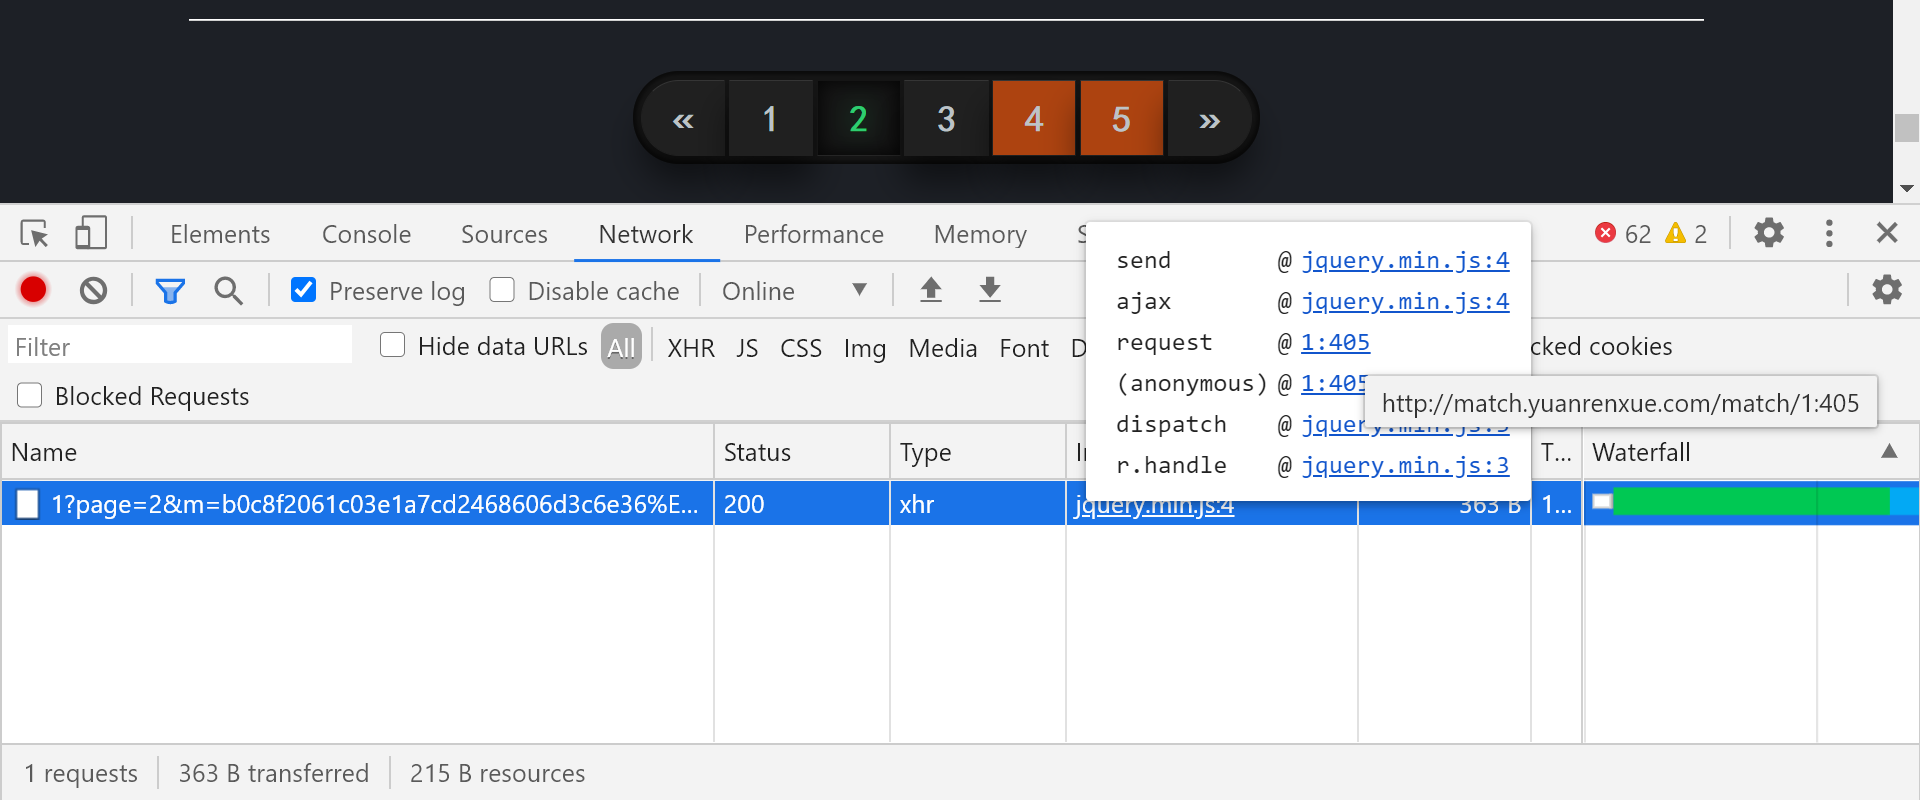 « 1 2 3 4 5 »
Elements Console Sources Network Performance Memory 62 2
Preserve log Disable cache Online
Filter Hide data URLs All XHR JS CSS Img Media Font cked cookies
Blocked Requests
send @ jquery.min.js:4
ajax @ jquery.min.js:4
request @ 1:405
(anonymous) @ 1:405
http://match.yuanrenxue.com/match/1:405
dispatch @ jquery.min.js:3
r.handle @ jquery.min.js:3
Name Status Type T... Waterfall
1?page=2&m=b0c8f2061c03e1a7cd2468606d3c6e36%E... 200 xhr jquery.min.js:4 363 B 1...
1 requests 363 B transferred 215 B resources